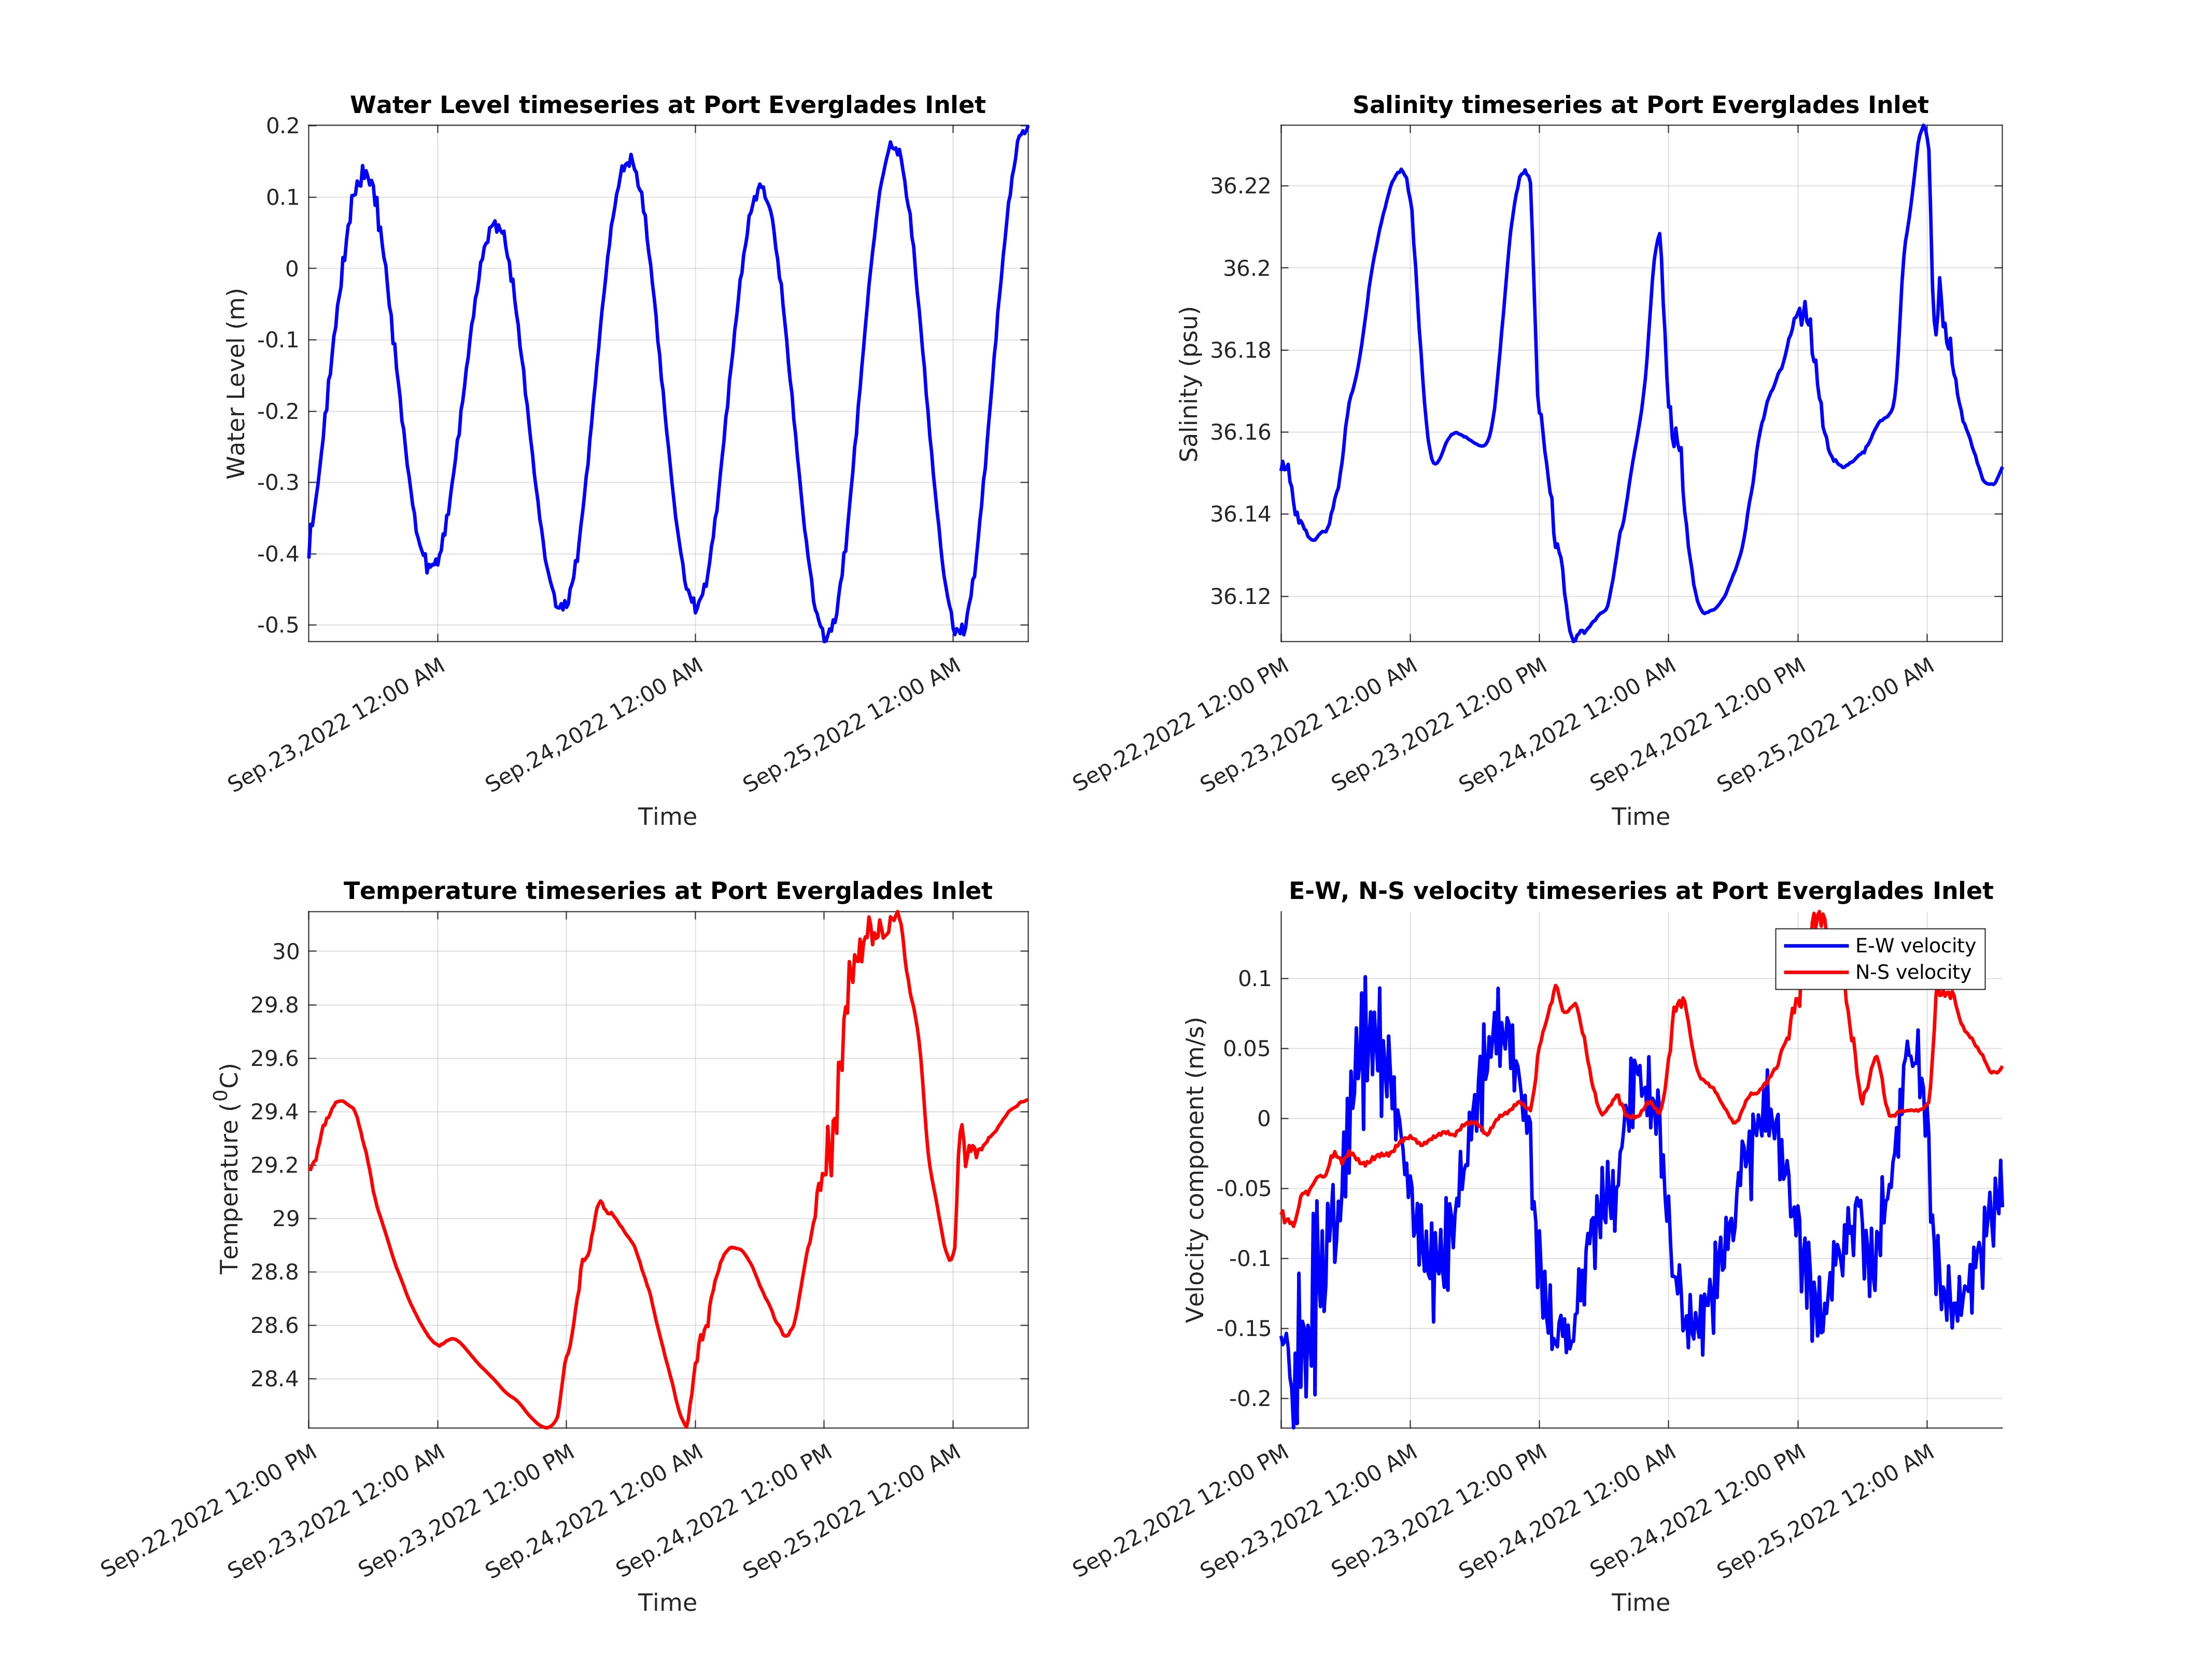 Water Level timeseries at Port Everglades Inlet
0.2
0.1
0
-0.1
-0.2
-0.3
-0.4
-0.5
Water Level (m)
Sep.23,2022 12:00 AM
Sep.24,2022 12:00 AM
Sep.25,2022 12:00 AM
Time
Salinity timeseries at Port Everglades Inlet
36.22
36.2
36.18
36.16
36.14
36.12
Salinity (psu)
Sep.22,2022 12:00 PM
Sep.23,2022 12:00 AM
Sep.23,2022 12:00 PM
Sep.24,2022 12:00 AM
Sep.24,2022 12:00 PM
Sep.25,2022 12:00 AM
Time
Temperature timeseries at Port Everglades Inlet
30
29.8
29.6
29.4
29.2
29
28.8
28.6
28.4
Temperature (⁰C)
Sep.22,2022 12:00 PM
Sep.23,2022 12:00 AM
Sep.23,2022 12:00 PM
Sep.24,2022 12:00 AM
Sep.24,2022 12:00 PM
Sep.25,2022 12:00 AM
Time
E-W, N-S velocity timeseries at Port Everglades Inlet
E-W velocity
N-S velocity
0.1
0.05
0
-0.05
-0.1
-0.15
-0.2
Velocity component (m/s)
Sep.22,2022 12:00 PM
Sep.23,2022 12:00 AM
Sep.23,2022 12:00 PM
Sep.24,2022 12:00 AM
Sep.24,2022 12:00 PM
Sep.25,2022 12:00 AM
Time